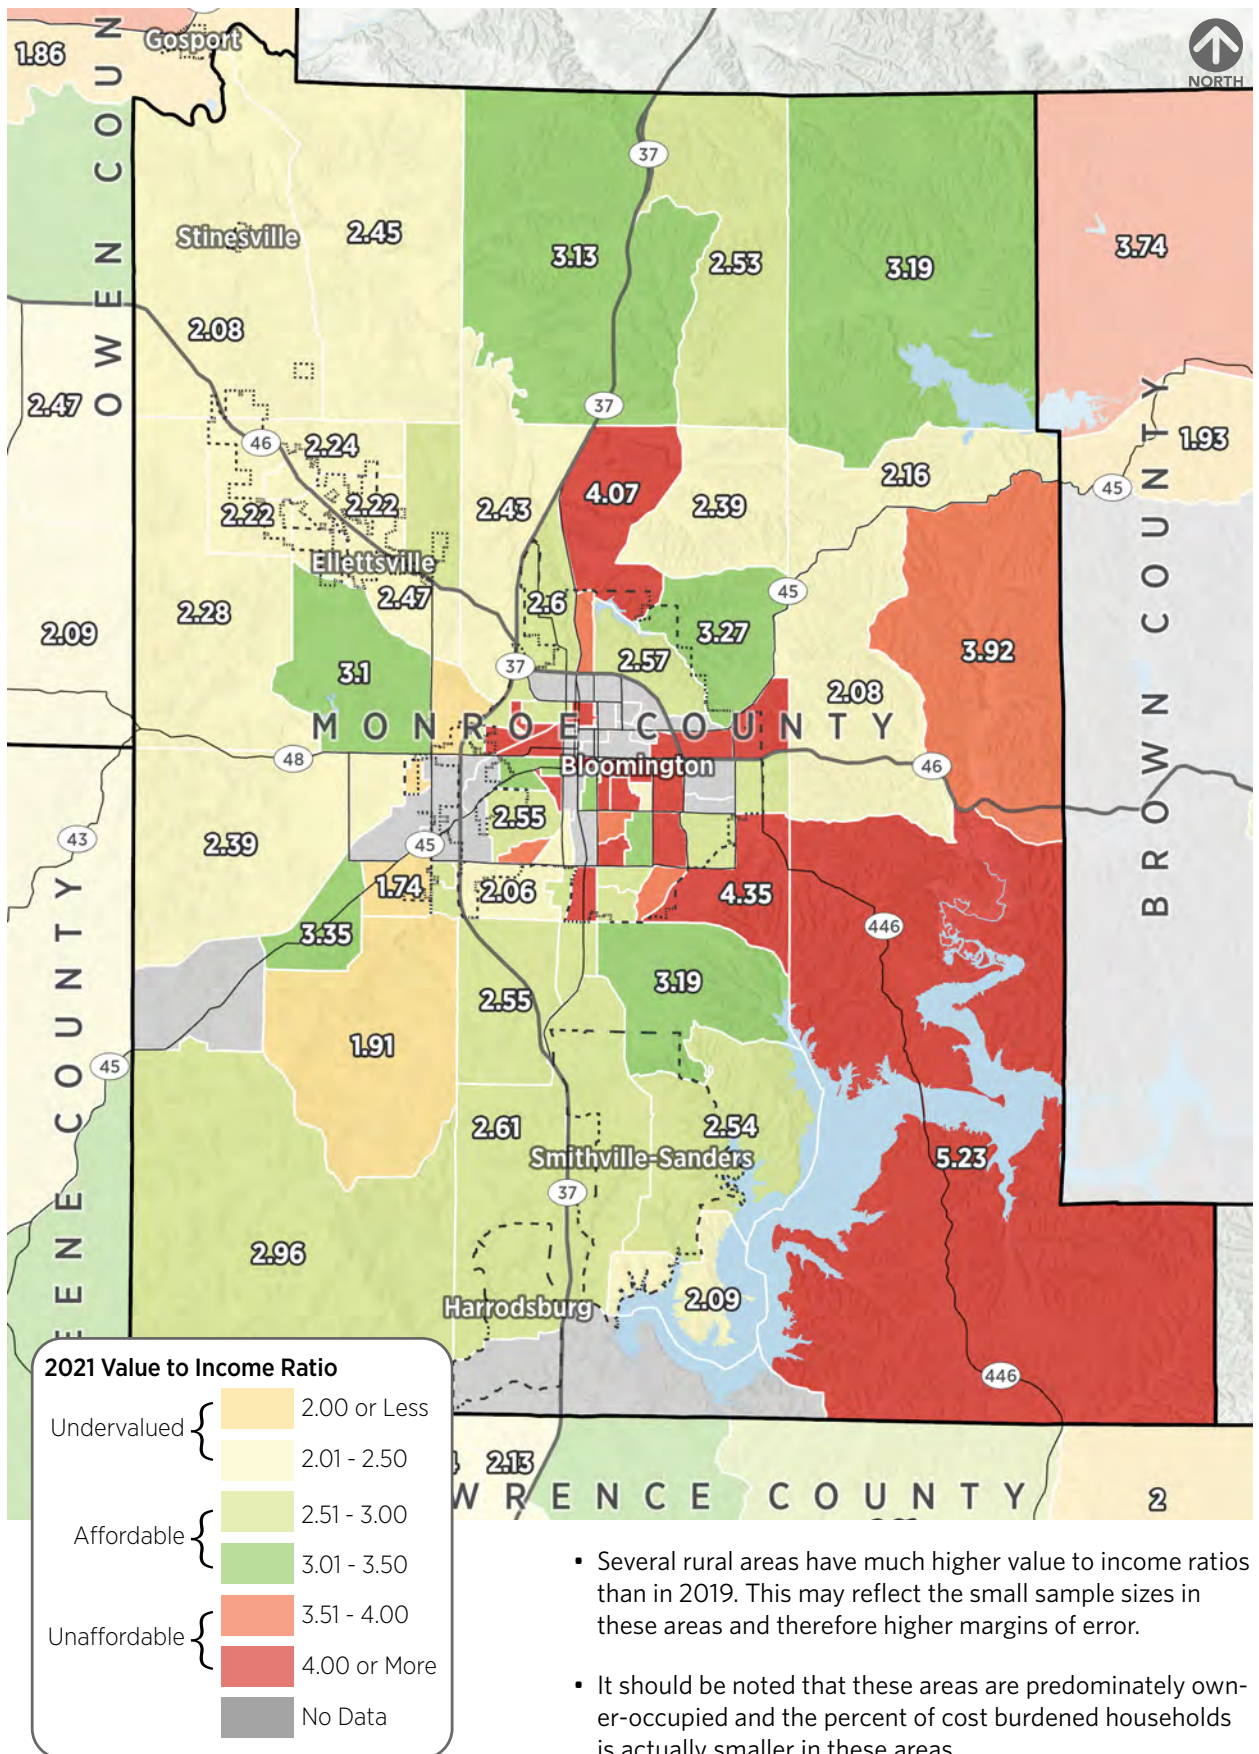 Gosport
1.86
NORTH
OWEN COUN
37
Stinesville
2.45
3.13
2.53
3.19
3.74
2.08
2.47
37
46
2.24
2.22
2.22
2.43
4.07
2.39
2.16
1.93
45
Ellettsville
2.28
2.47
2.6
45
2.09
3.1
37
2.57
3.27
2.08
3.92
MONROE COUNTY
BROWN COUNTY
48
Bloomington
46
43
2.39
45
2.55
1.74
2.06
4.35
446
3.35
2.55
3.19
1.91
45
EENE COUNTY
2.61
2.54
Smithville-Sanders
5.23
37
2.96
Harrodsburg
2.09
446
2021 Value to Income Ratio
Undervalued
2.00 or Less
2.01 - 2.50
Affordable
2.51 - 3.00
3.01 - 3.50
Unaffordable
3.51 - 4.00
4.00 or More
No Data
2.13
WRENCE COUNTY
2
• Several rural areas have much higher value to income ratios
than in 2019. This may reflect the small sample sizes in
these areas and therefore higher margins of error.
• It should be noted that these areas are predominately own-
er-occupied and the percent of cost burdened households
is actually smaller in these areas